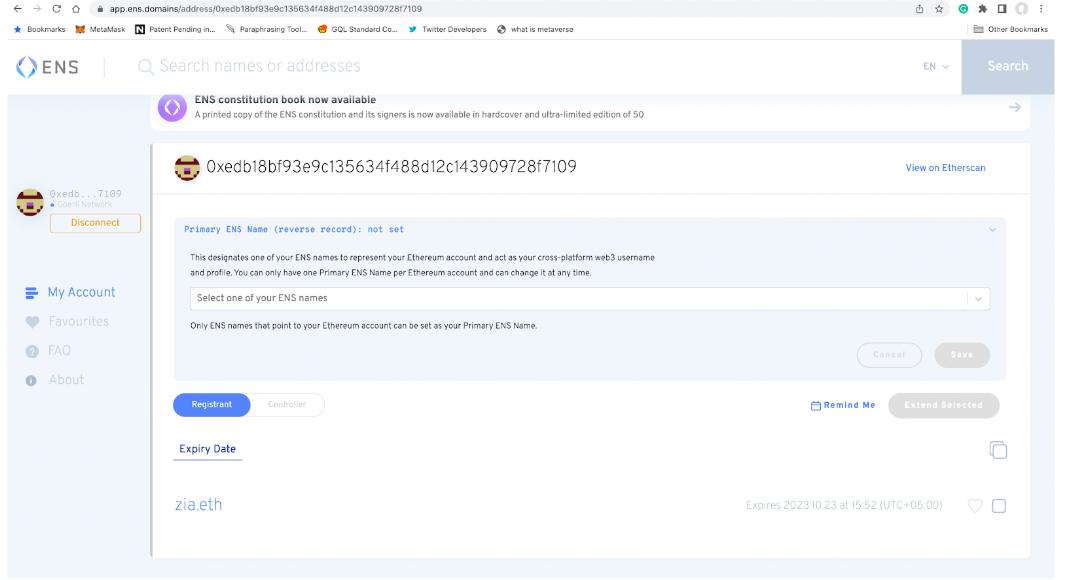 app.ens.domains/address/0xedb18bf93e9c135634f488d12c143909728f7109
Bookmarks MetaMask Patent Pending in... Paraphrasing Tool... GQL Standard Co... Twitter Developers what is metaverse Other Bookmarks
ENS Search names or addresses EN Search
ENS constitution book now available
A printed copy of the ENS constitution and its signers is now available in hardcover and ultra-limited edition of 50
0xedb18bf93e9c135634f488d12c143909728f7109 View on Etherscan
0xedb...7109
Goerli Network
Disconnect
My Account
Favourites
FAQ
About
Primary ENS Name (reverse record): not set
This designates one of your ENS names to represent your Ethereum account and act as your cross-platform web3 username
and profile. You can only have one Primary ENS Name per Ethereum account and can change it at any time.
Select one of your ENS names
Only ENS names that point to your Ethereum account can be set as your Primary ENS Name.
Cancel Save
Registrant Controller Remind Me Extend Selected
Expiry Date
zia.eth Expires 2023.10.23 at 15:52 (UTC+05:00)